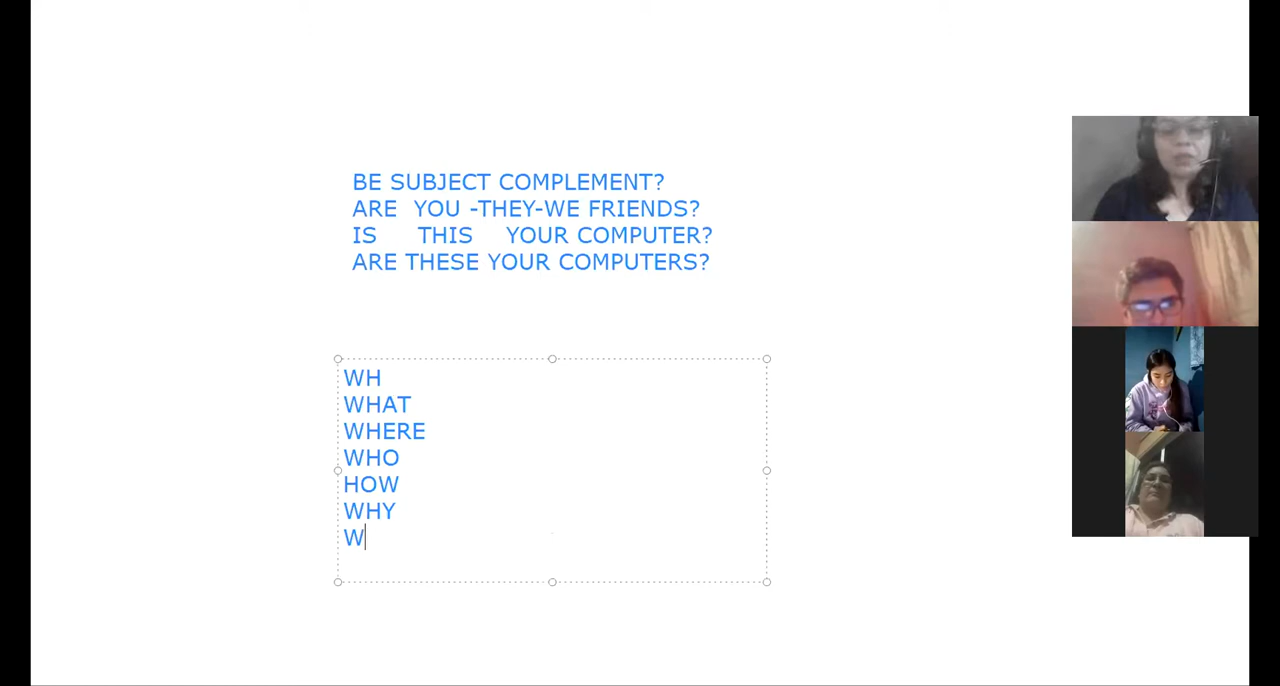 BE SUBJECT COMPLEMENT?
ARE YOU -THEY-WE FRIENDS?
IS THIS YOUR COMPUTER?
ARE THESE YOUR COMPUTERS?
WH
WHAT
WHERE
WHO
HOW
WHY
W